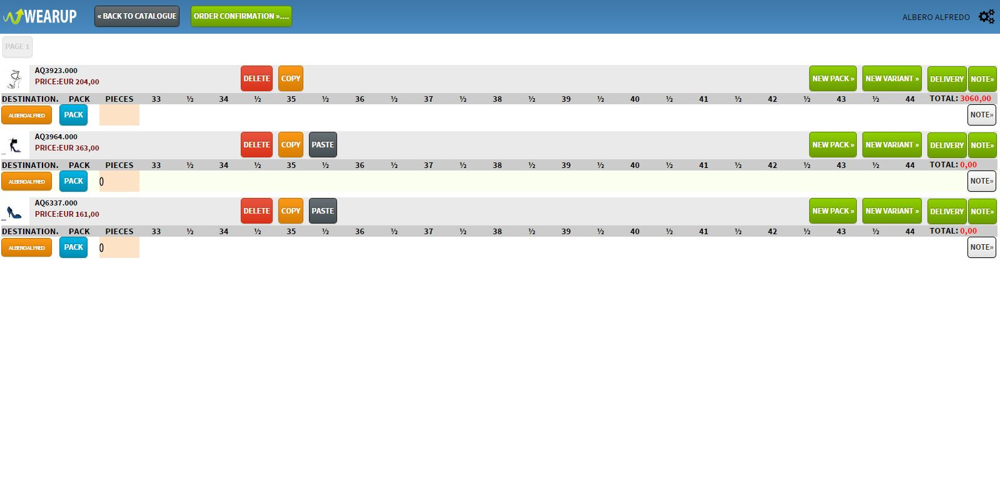 WEARUP « BACK TO CATALOGUE ORDER CONFIRMATION ».... ALBERO ALFREDO
PAGE 1
AQ3923.000
PRICE:EUR 204,00 DELETE COPY NEW PACK » NEW VARIANT » DELIVERY NOTE»
DESTINATION. PACK PIECES 33 ½ 34 ½ 35 ½ 36 ½ 37 ½ 38 ½ 39 ½ 40 ½ 41 ½ 42 ½ 43 ½ 44 TOTAL: 3060,00
ALBEROALFRED PACK NOTE»
AQ3964.000
PRICE:EUR 363,00 DELETE COPY PASTE NEW PACK » NEW VARIANT » DELIVERY NOTE»
DESTINATION. PACK PIECES 33 ½ 34 ½ 35 ½ 36 ½ 37 ½ 38 ½ 39 ½ 40 ½ 41 ½ 42 ½ 43 ½ 44 TOTAL: 0,00
ALBEROALFRED PACK 0 NOTE»
AQ6337.000
PRICE:EUR 161,00 DELETE COPY PASTE NEW PACK » NEW VARIANT » DELIVERY NOTE»
DESTINATION. PACK PIECES 33 ½ 34 ½ 35 ½ 36 ½ 37 ½ 38 ½ 39 ½ 40 ½ 41 ½ 42 ½ 43 ½ 44 TOTAL: 0,00
ALBEROALFRED PACK 0 NOTE»